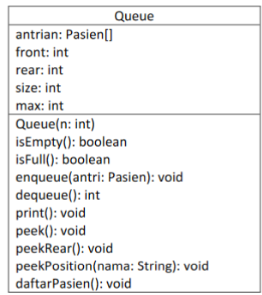 Queue
antrian: Pasien[]
front: int
rear: int
size: int
max: int
Queue(n: int)
isEmpty(): boolean
isFull(): boolean
enqueue(antri: Pasien): void
dequeue(): int
print(): void
peek(): void
peekRear(): void
peekPosition(nama: String): void
daftarPasien(): void